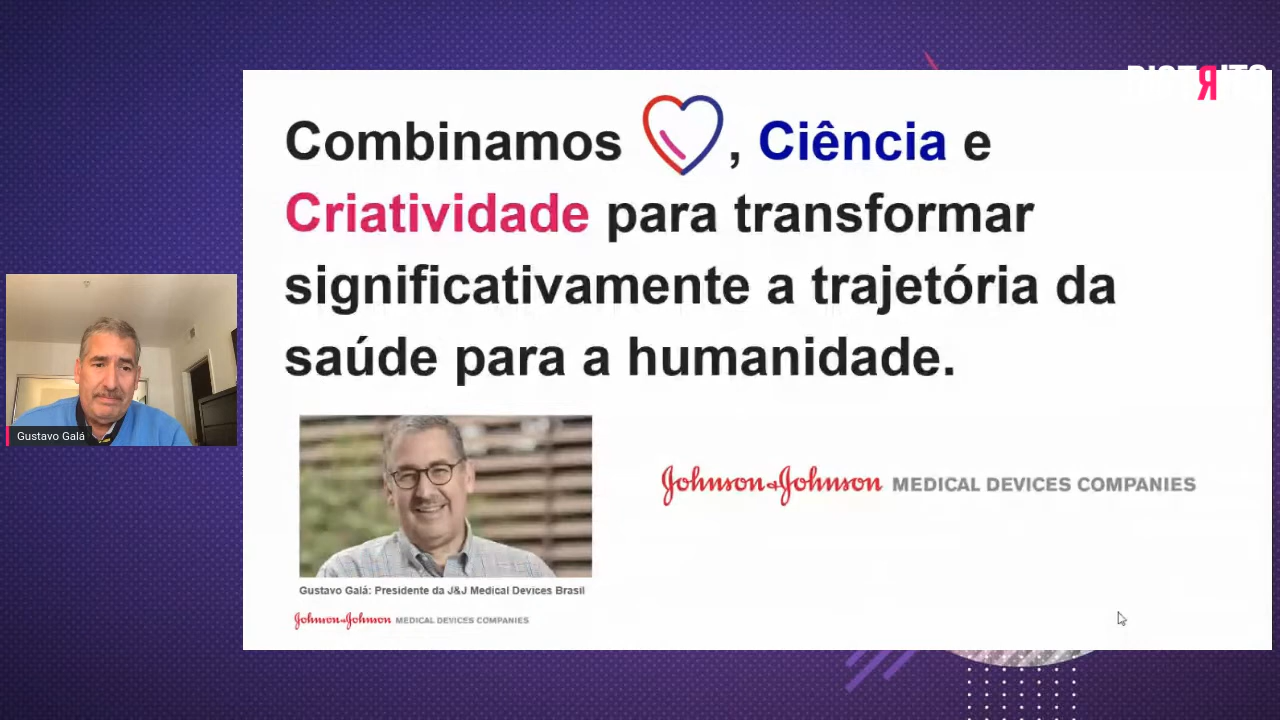 DISTRITO
Combinamos , Ciência e
Criatividade para transformar
significativamente a trajetória da
saúde para a humanidade.
Gustavo Galá
Johnson & Johnson MEDICAL DEVICES COMPANIES
Gustavo Galá: Presidente da J&J Medical Devices Brasil
Johnson & Johnson MEDICAL DEVICES COMPANIES